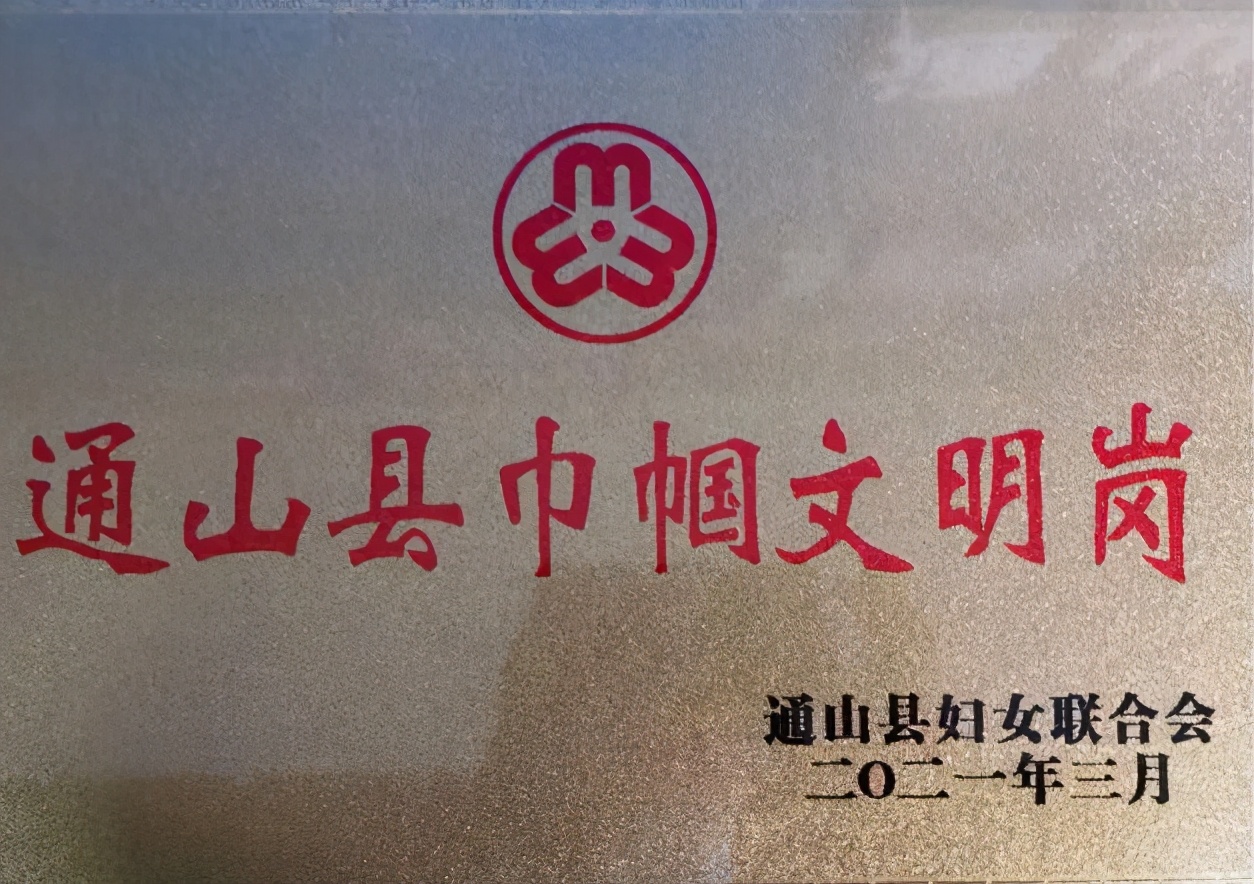 通山县巾帼文明岗
通山县妇女联合会
二〇二一年三月